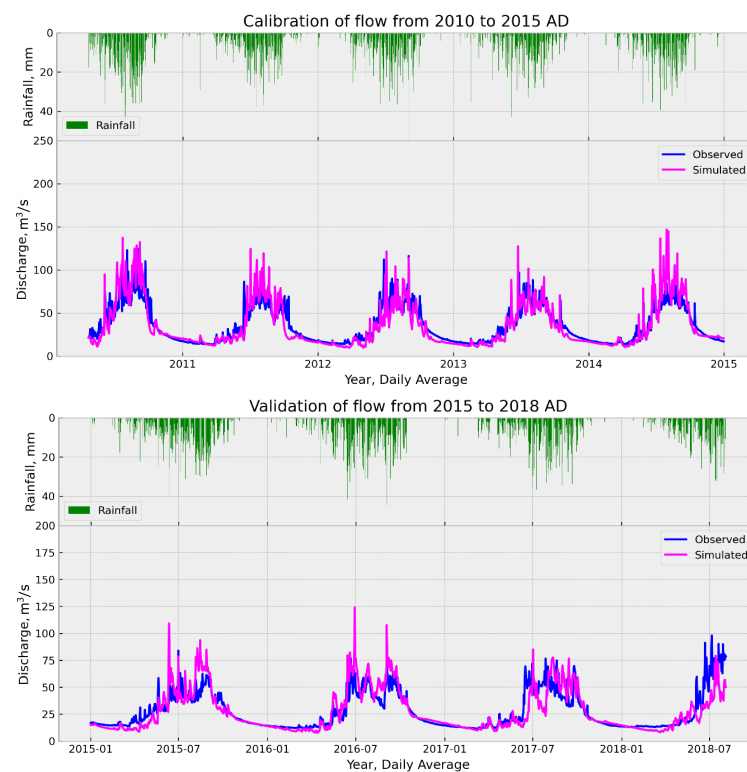 Calibration of flow from 2010 to 2015 AD
0
20
40
Rainfall, mm
Rainfall
250
200
150
100
50
0
Discharge, m³/s
Observed
Simulated
2011 2012 2013 2014 2015
Year, Daily Average
Validation of flow from 2015 to 2018 AD
0
20
40
Rainfall, mm
Rainfall
200
175
150
125
100
75
50
25
0
Discharge, m³/s
Observed
Simulated
2015-01 2015-07 2016-01 2016-07 2017-01 2017-07 2018-01 2018-07
Year, Daily Average